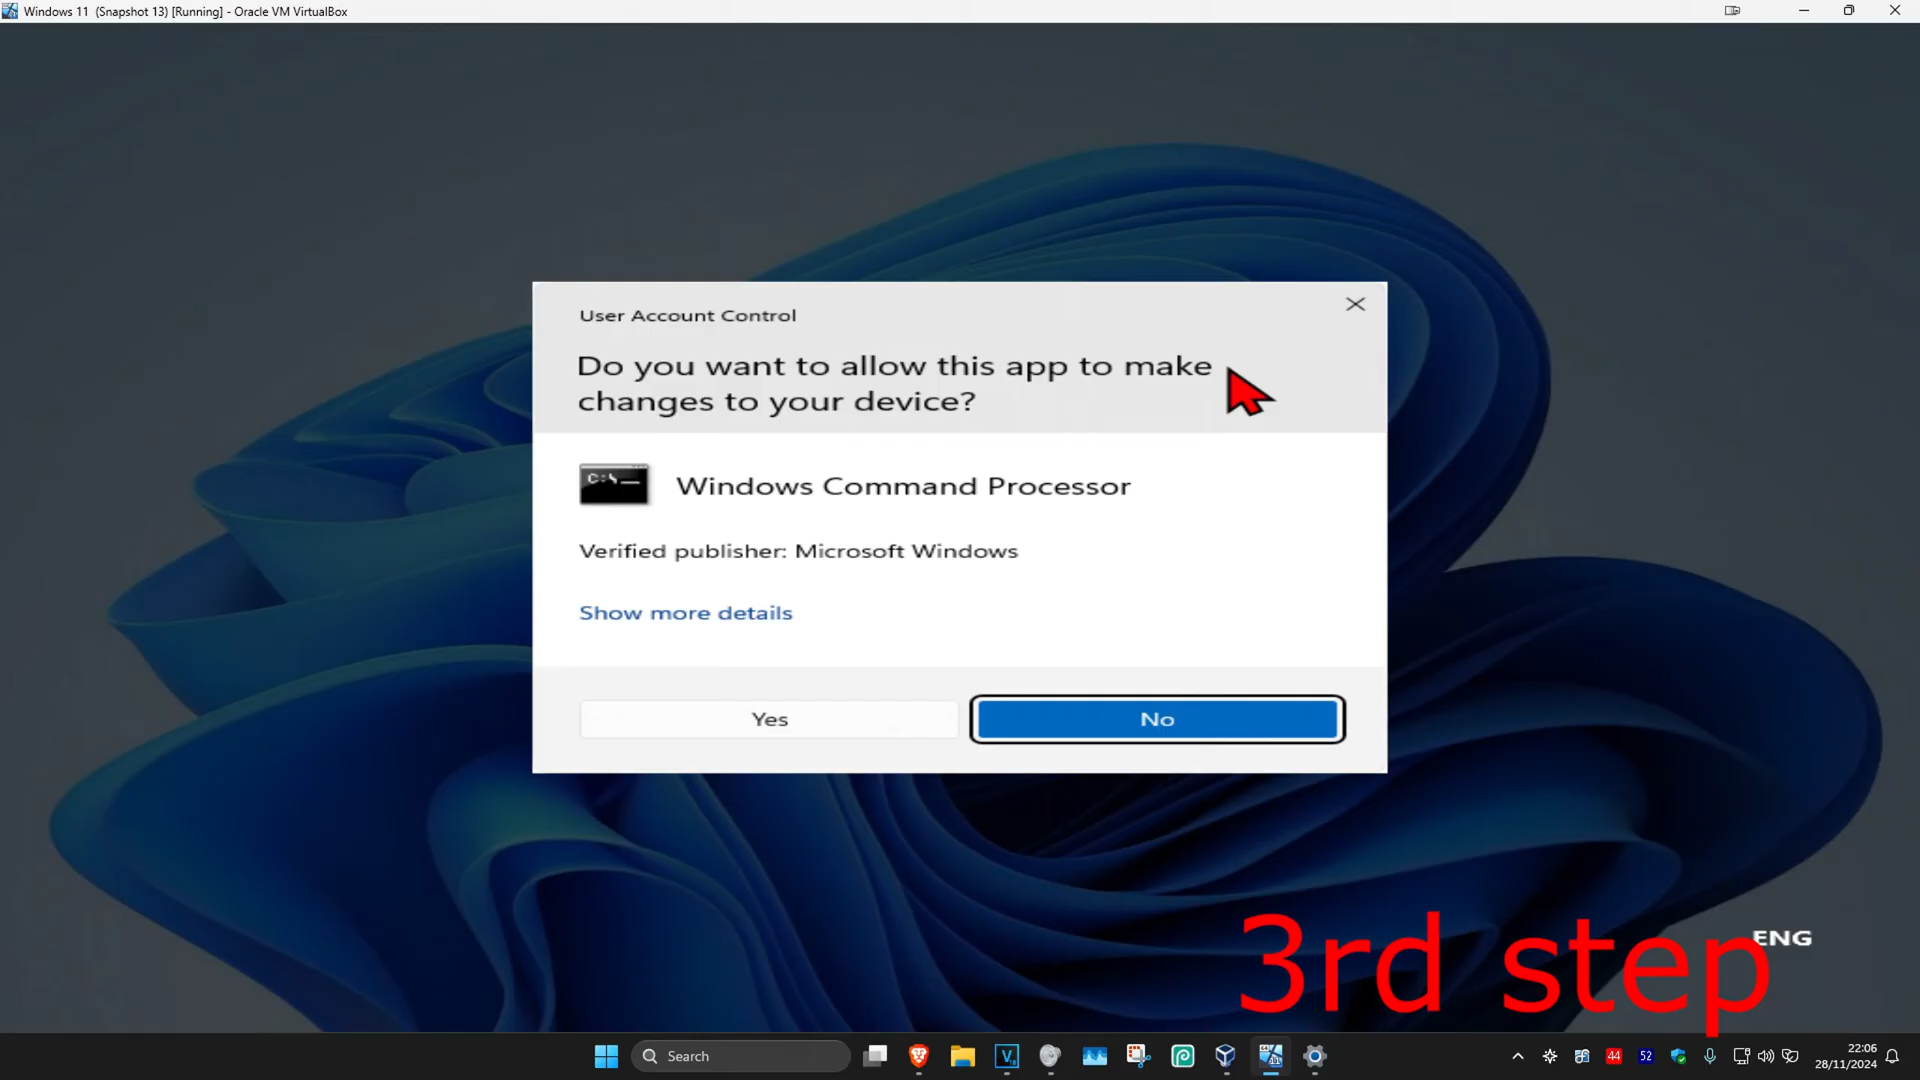 Windows 11 (Snapshot 13) [Running] - Oracle VM VirtualBox
User Account Control
Do you want to allow this app to make
changes to your device?
C:\
Windows Command Processor
Verified publisher: Microsoft Windows
Show more details
Yes
No
ENG
3rd step
Search
44
52
22:06
28/11/2024